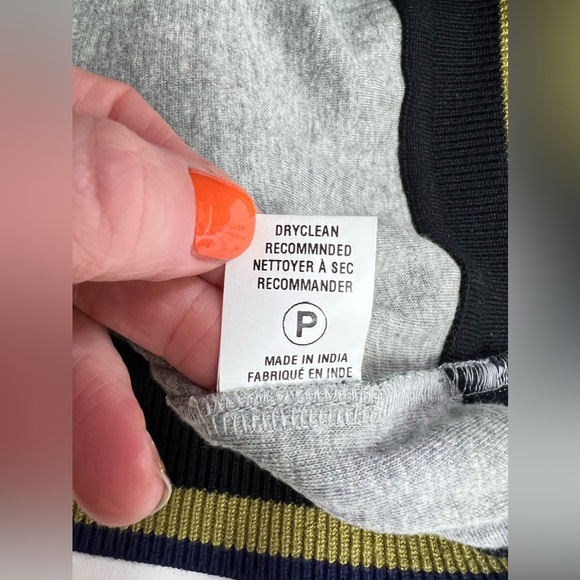 DRYCLEAN
RECOMMNDED
NETTOYER À SEC
RECOMMANDER
P
MADE IN INDIA
FABRIQUÉ EN INDE